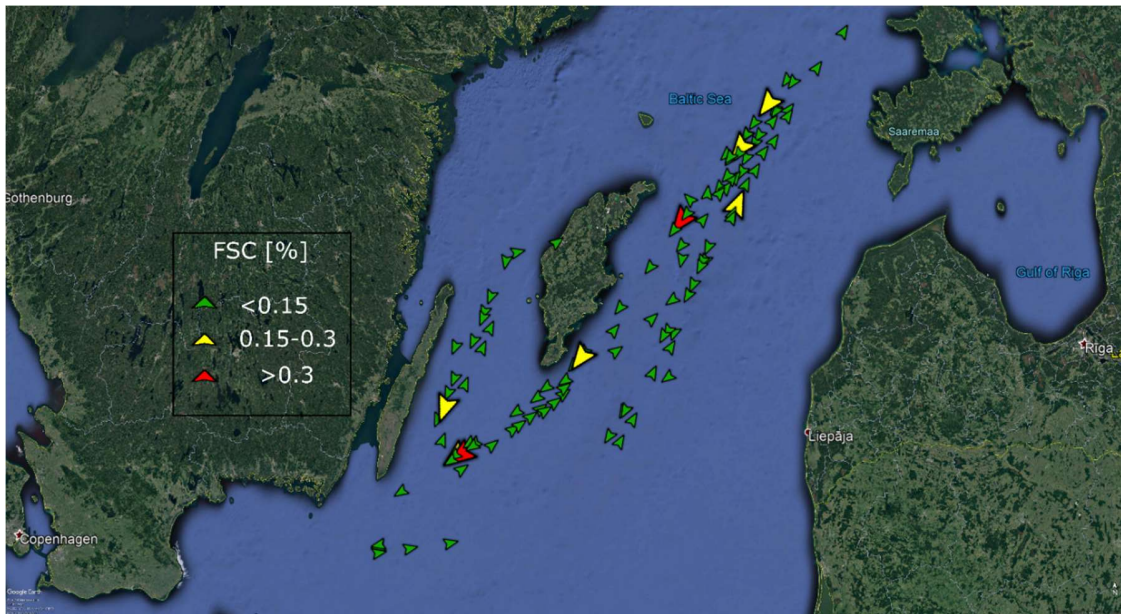 Baltic Sea
Saaremaa
Gothenburg
FSC [%]
<0.15
0.15-0.3
>0.3
Gulf of Riga
Rīga
Liepāja
Copenhagen
Google Earth
N